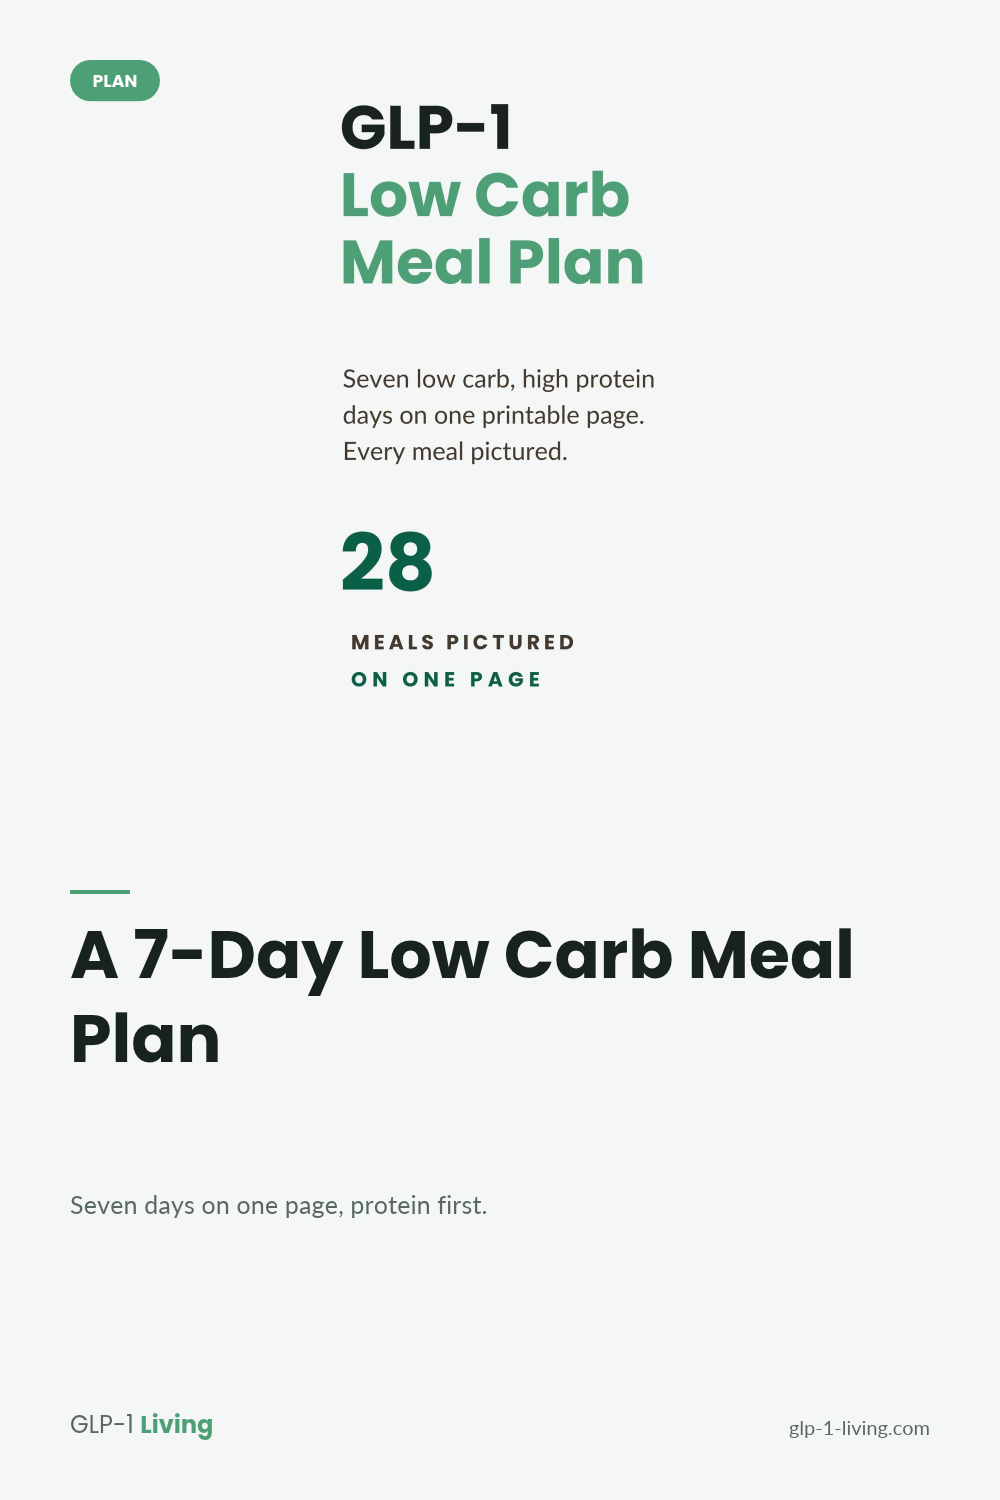 PLAN
GLP-1
Low Carb
Meal Plan
Seven low carb, high protein
days on one printable page.
Every meal pictured.
28
MEALS PICTURED
ON ONE PAGE
A 7-Day Low Carb Meal
Plan
Seven days on one page, protein first.
GLP-1 Living
glp-1-living.com